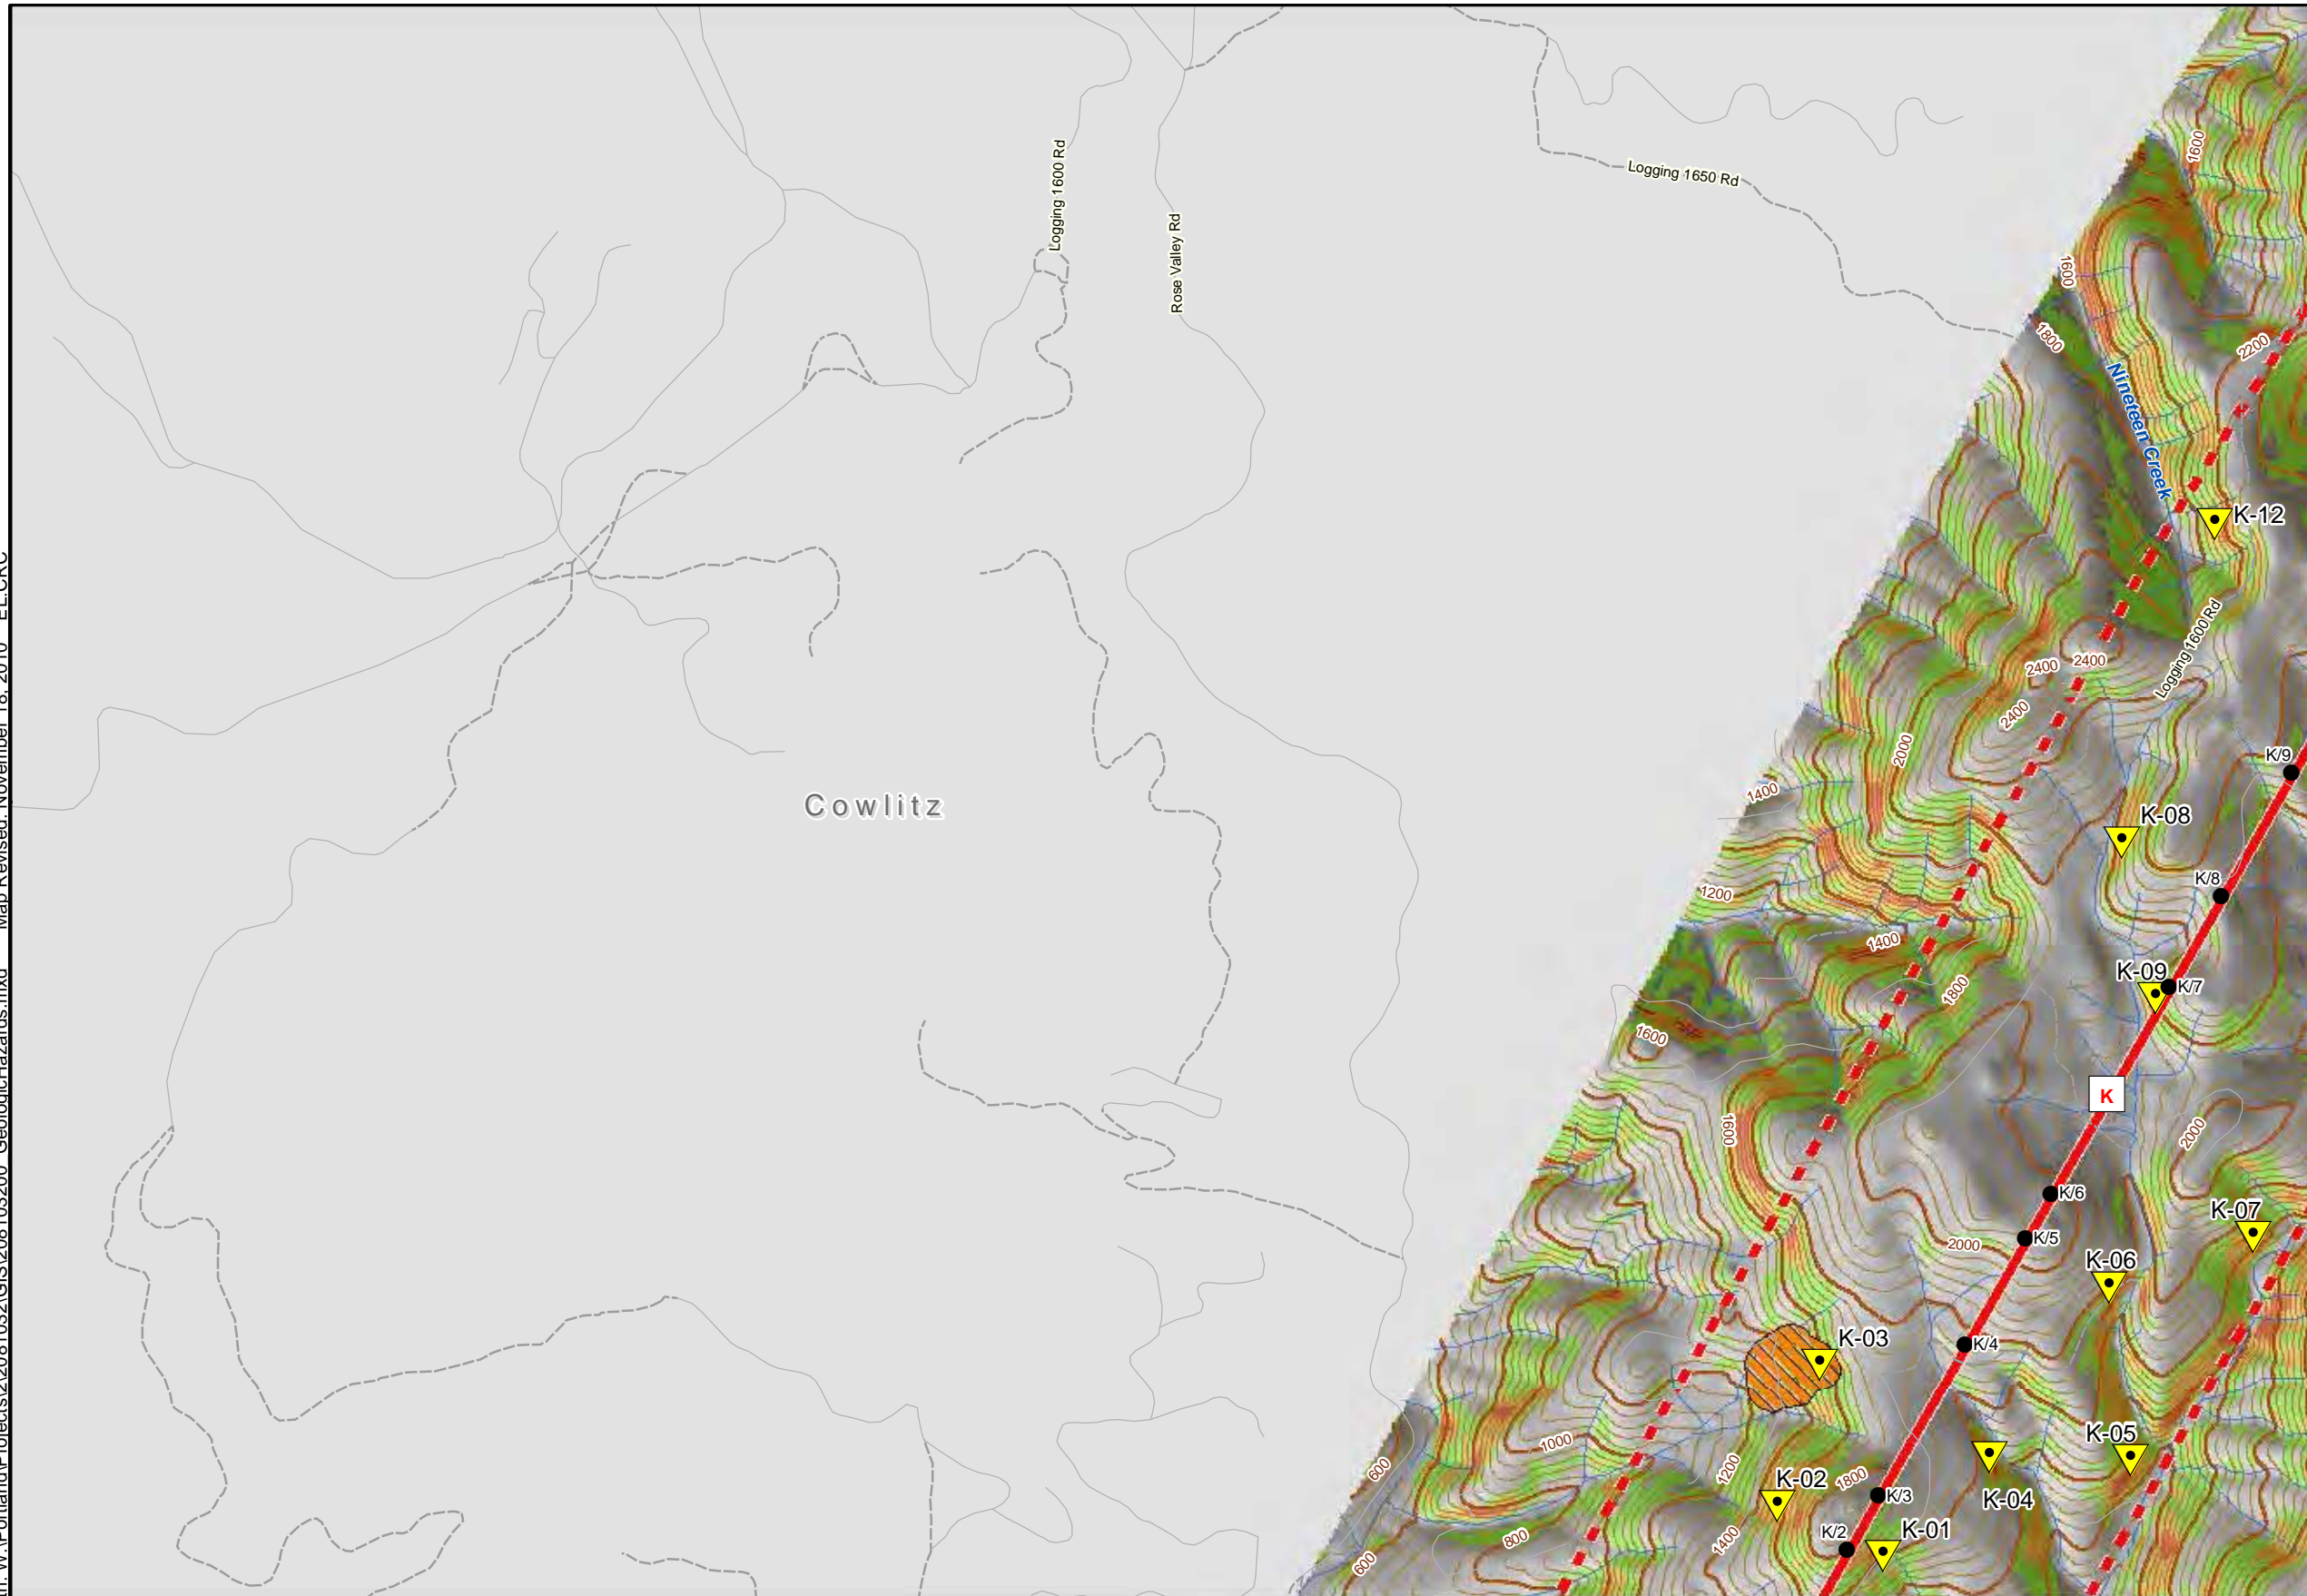 Map Revised: November 18, 2010
Logging 1600 Rd
Rose Valley Rd
Logging 1650 Rd
1600
1600
1800
2200
Nineteen Creek
K-12
Logging 1600 Rd
2400
2400
2400
2000
K/9
1400
K-08
K/8
1200
1400
K-09
K/7
1800
1600
K
1600
2000
K/6
K-07
K/5
2000
K-06
K-03
K/4
1000
600
1200
K-02
1800
K-05
K/3
K-04
800
1400
K/2
K-01
600
Cowlitz